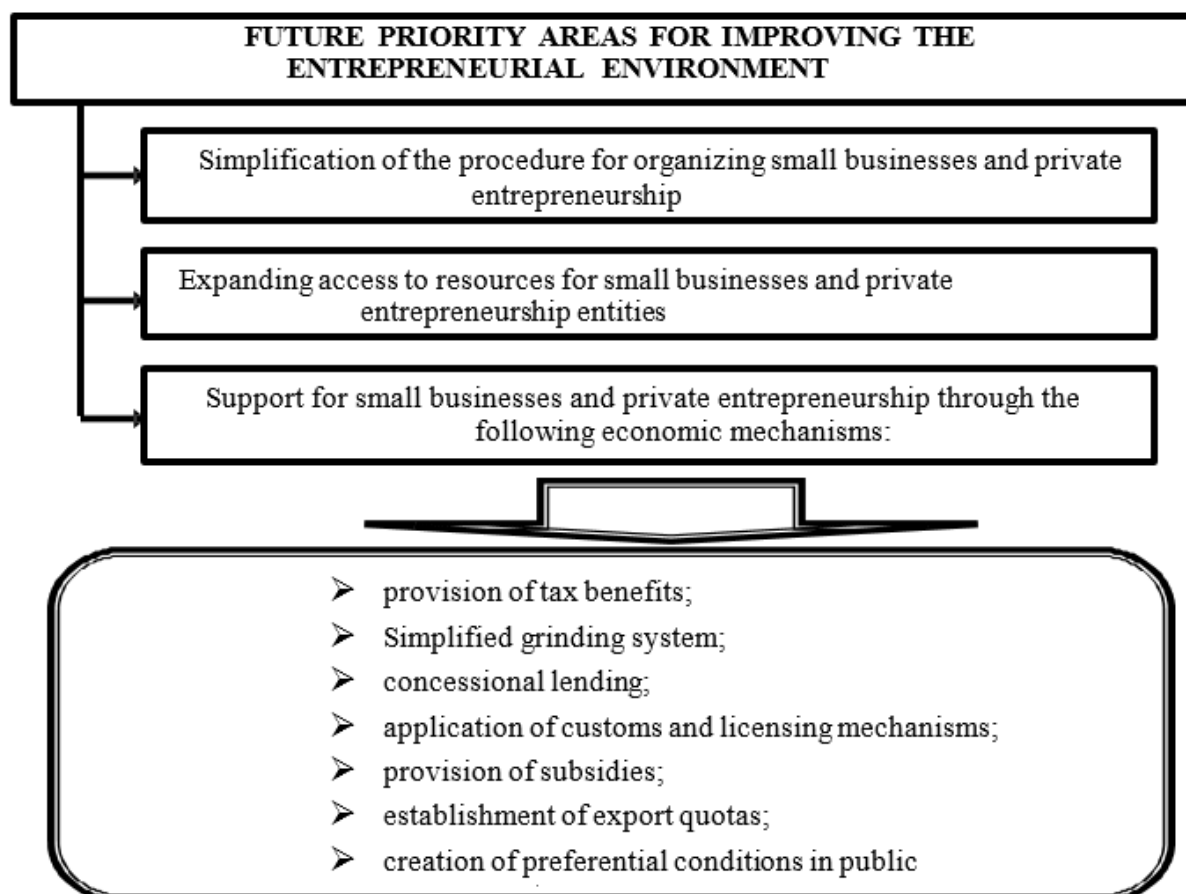 FUTURE PRIORITY AREAS FOR IMPROVING THE
ENTREPRENEURIAL ENVIRONMENT
Simplification of the procedure for organizing small businesses and private
entrepreneurship
Expanding access to resources for small businesses and private
entrepreneurship entities
Support for small businesses and private entrepreneurship through the
following economic mechanisms:
➢ provision of tax benefits;
➢ Simplified grinding system;
➢ concessional lending;
➢ application of customs and licensing mechanisms;
➢ provision of subsidies;
➢ establishment of export quotas;
➢ creation of preferential conditions in public